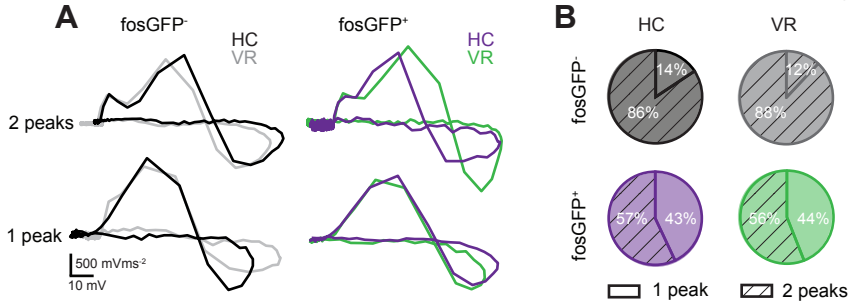 A
fosGFP-
fosGFP+
HC
VR
HC
VR
2 peaks
1 peak
500 mVms-2
10 mV
B
HC
VR
fosGFP-
14%
86%
12%
88%
fosGFP+
57%
43%
56%
44%
1 peak
2 peaks